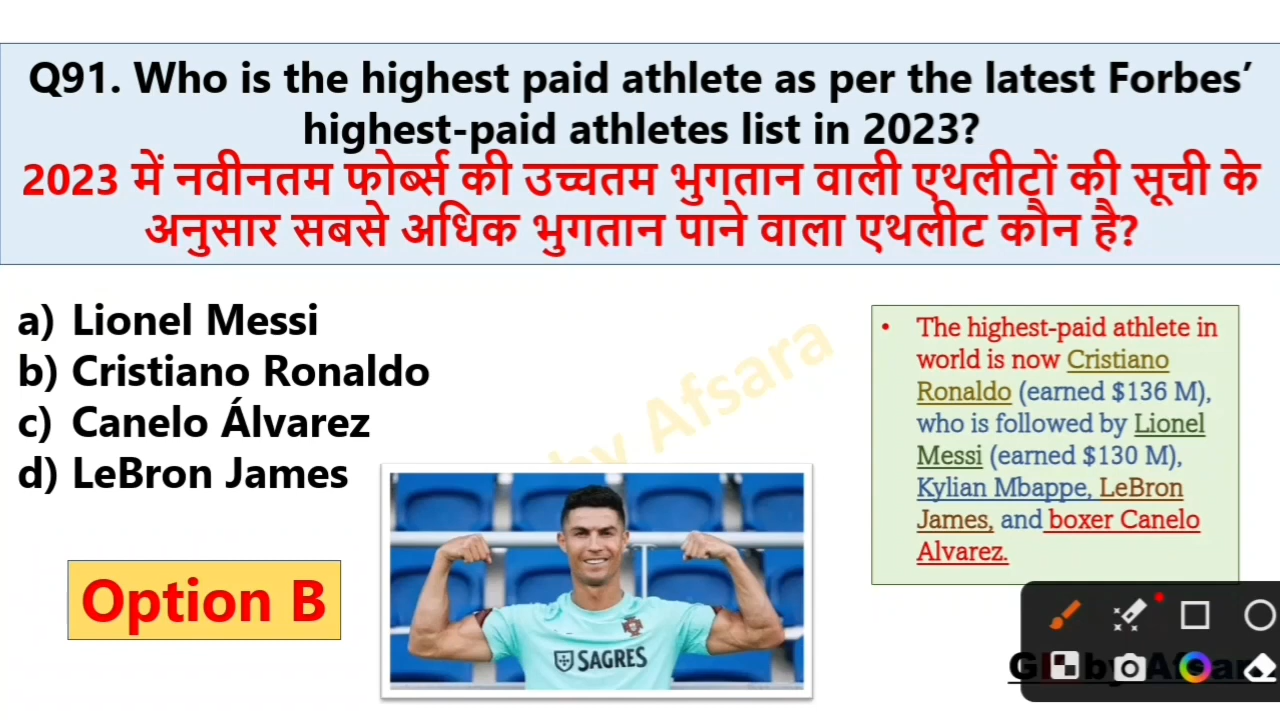 Q91. Who is the highest paid athlete as per the latest Forbes’
highest-paid athletes list in 2023?
2023 में नवीनतम फोर्ब्स की उच्चतम भुगतान वाली एथलीटों की सूची के
अनुसार सबसे अधिक भुगतान पाने वाला एथलीट कौन है?
a) Lionel Messi
b) Cristiano Ronaldo
c) Canelo Álvarez
d) LeBron James
Option B
by Afsara
SAGRES
• The highest-paid athlete in
world is now Cristiano
Ronaldo (earned $136 M),
who is followed by Lionel
Messi (earned $130 M),
Kylian Mbappe, LeBron
James, and boxer Canelo
Alvarez.